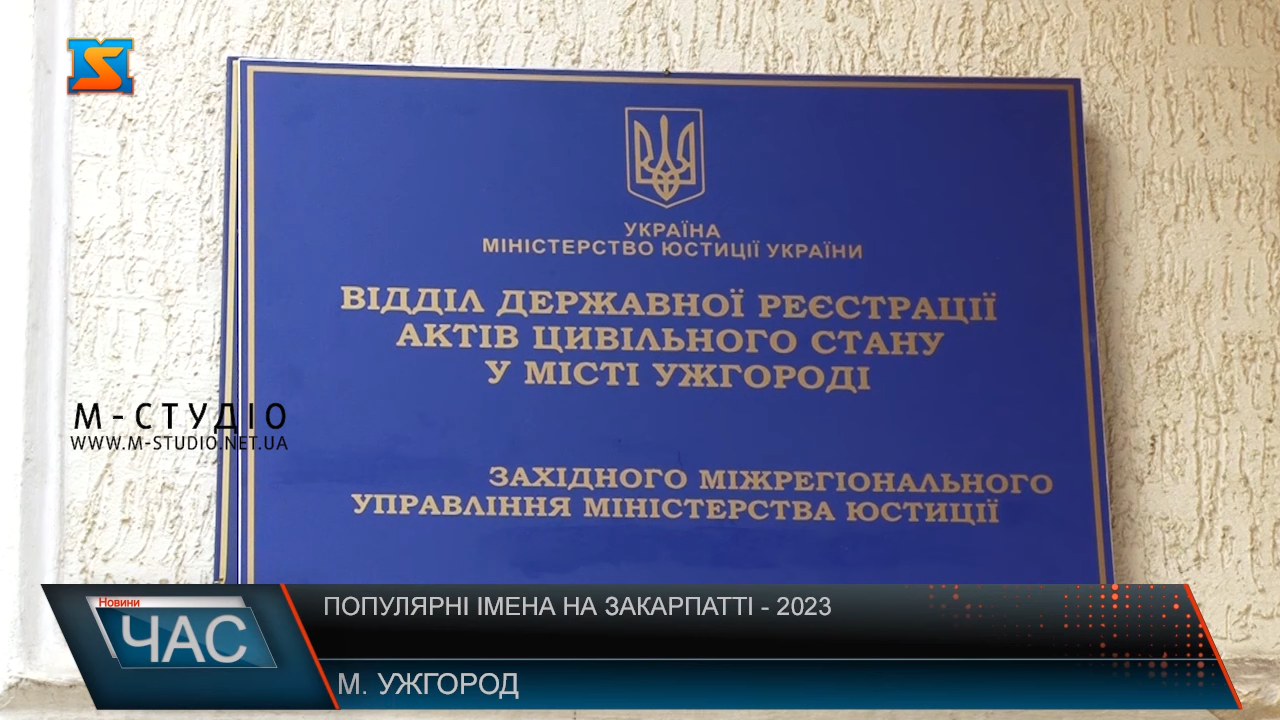 УКРАЇНА
МІНІСТЕРСТВО ЮСТИЦІЇ УКРАЇНИ
ВІДДІЛ ДЕРЖАВНОЇ РЕЄСТРАЦІЇ
АКТІВ ЦИВІЛЬНОГО СТАНУ
У МІСТІ УЖГОРОДІ
М-СТУДІО
WWW.M-STUDIO.NET.UA
ЗАХІДНОГО МІЖРЕГІОНАЛЬНОГО
УПРАВЛІННЯ МІНІСТЕРСТВА ЮСТИЦІЇ
Новини
ЧАС
ПОПУЛЯРНІ ІМЕНА НА ЗАКАРПАТТІ - 2023
М. УЖГОРОД